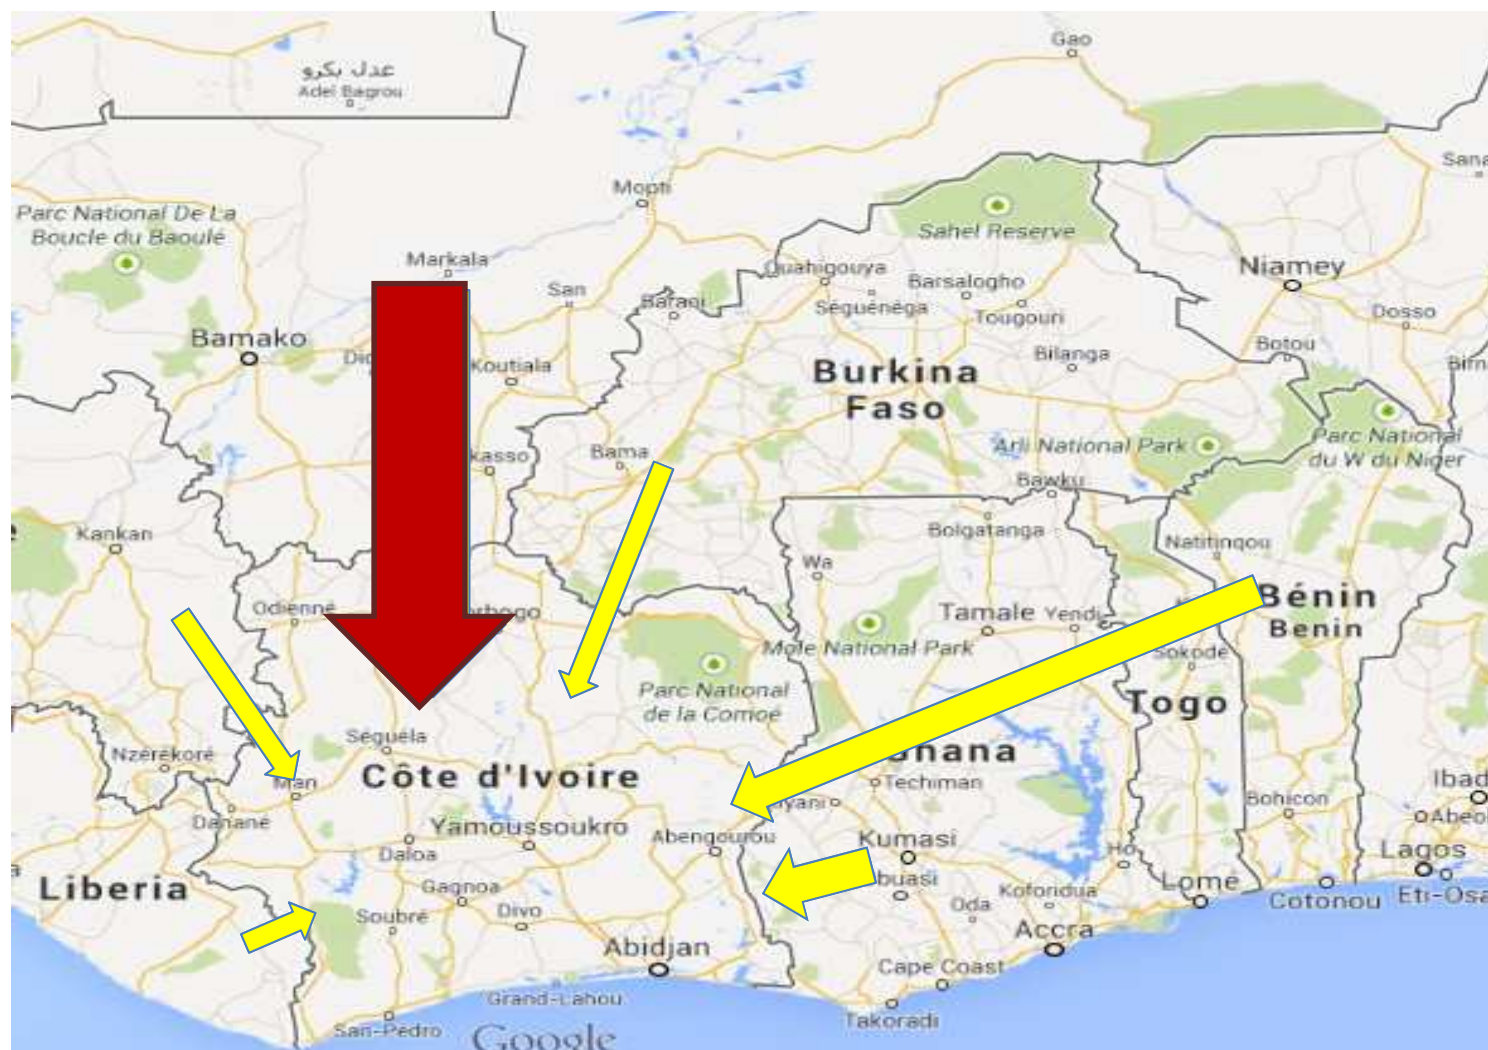 Gao
عدل بكرو
Adel Bagrou
Mopti
Parc National De La
Boucle du Baoulé
Sahel Reserve
Markala
San
Barani
Ouahigouya
Séguénéga
Barsalogho
Tougouri
Niamey
Dosso
Botou
Bamako
Koutiala
Bilanga
Burkina
Faso
Bama
Arli National Park
Parc National
du W du Niger
Bawku
Kankan
Bolgatanga
Natitingou
Wa
Odienné
Tamale
Yendi
Bénin
Benin
Mole National Park
Sokodé
Parc National
de la Comoé
Togo
Séguéla
Nzérékoré
Côte d'Ivoire
Man
Techiman
Bohicon
Danané
Yamoussoukro
Abengourou
Kumasi
Daloa
Ho
Lagos
Liberia
Gagnoa
Soubré
Divo
Koforidua
Oda
Lomé
Cotonou
Abidjan
Accra
Cape Coast
Grand-Lahou
San-Pédro
Takoradi
Google